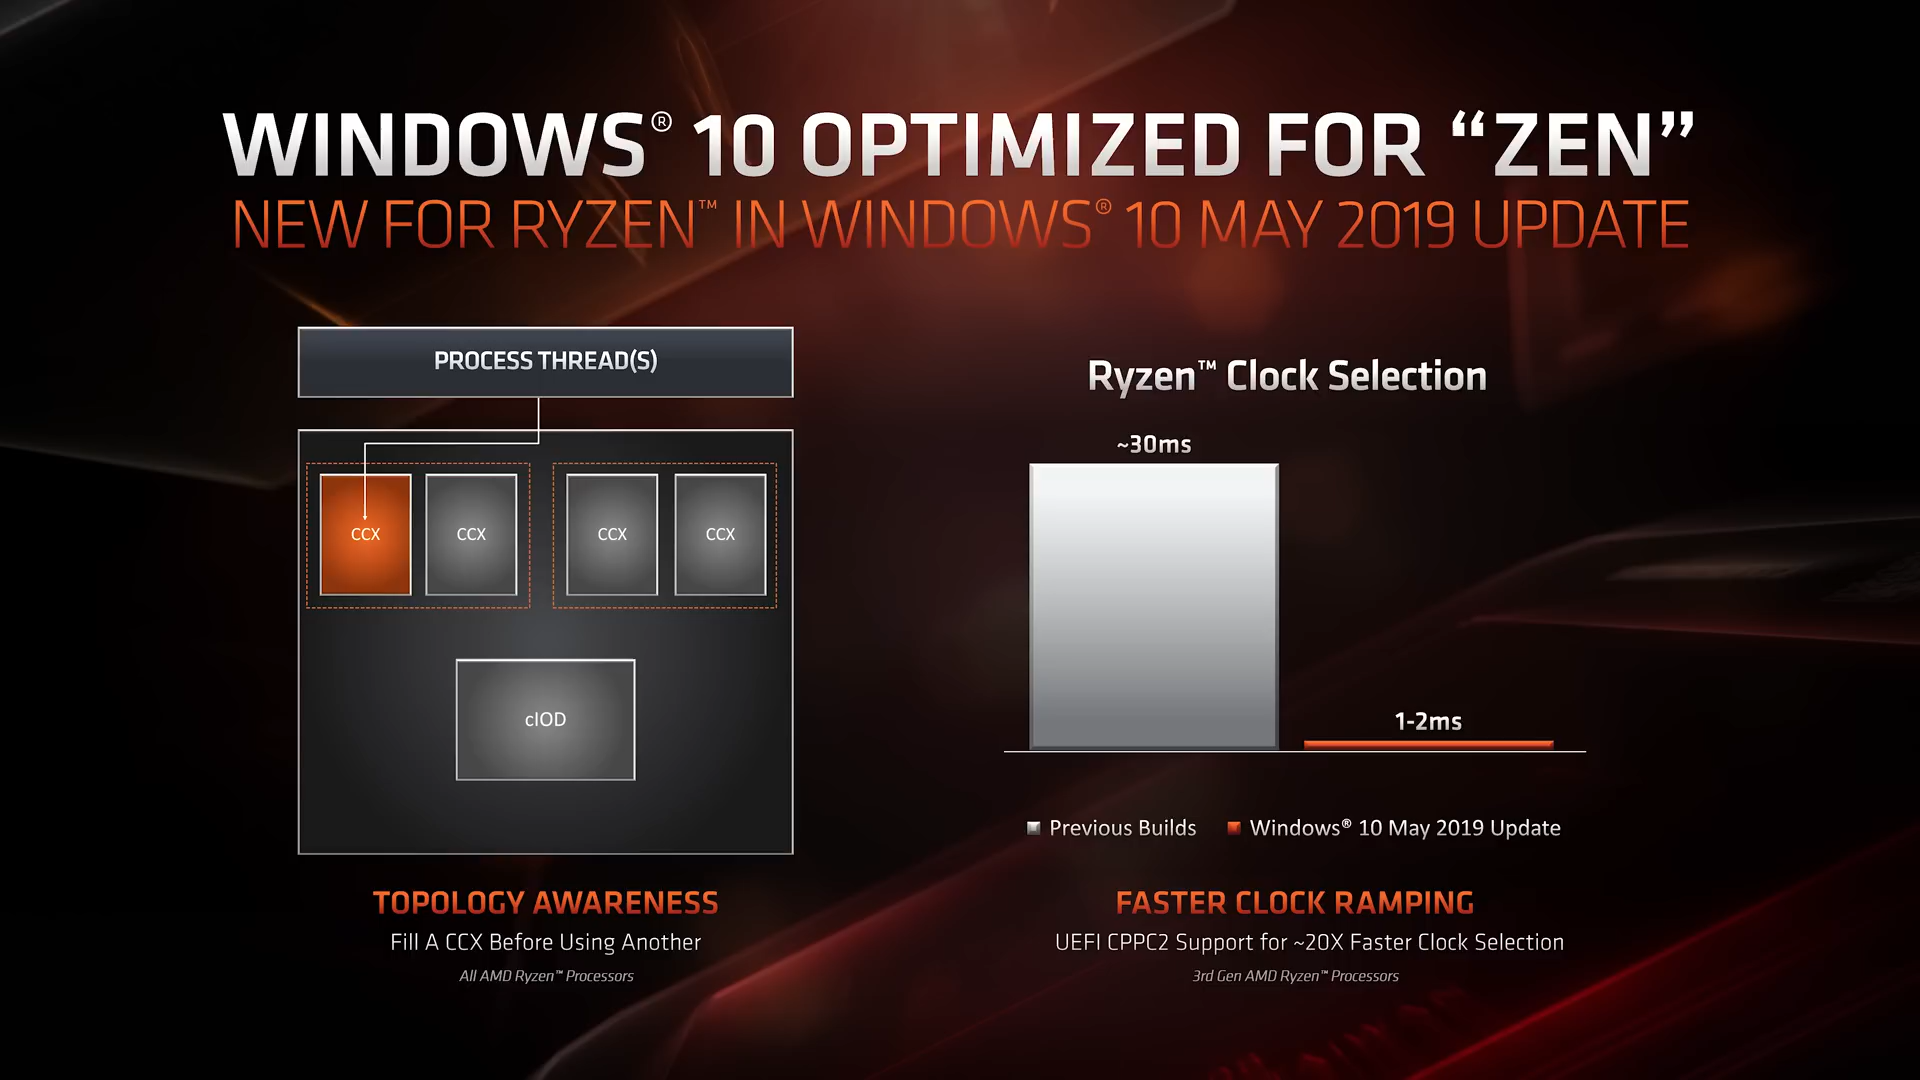 WINDOWS® 10 OPTIMIZED FOR “ZEN”
NEW FOR RYZEN™ IN WINDOWS® 10 MAY 2019 UPDATE
PROCESS THREAD(S)
CCX
CCX
CCX
CCX
cIOD
TOPOLOGY AWARENESS
Fill A CCX Before Using Another
All AMD Ryzen™ Processors
Ryzen™ Clock Selection
~30ms
1-2ms
Previous Builds
Windows® 10 May 2019 Update
FASTER CLOCK RAMPING
UEFI CPPC2 Support for ~20X Faster Clock Selection
3rd Gen AMD Ryzen™ Processors